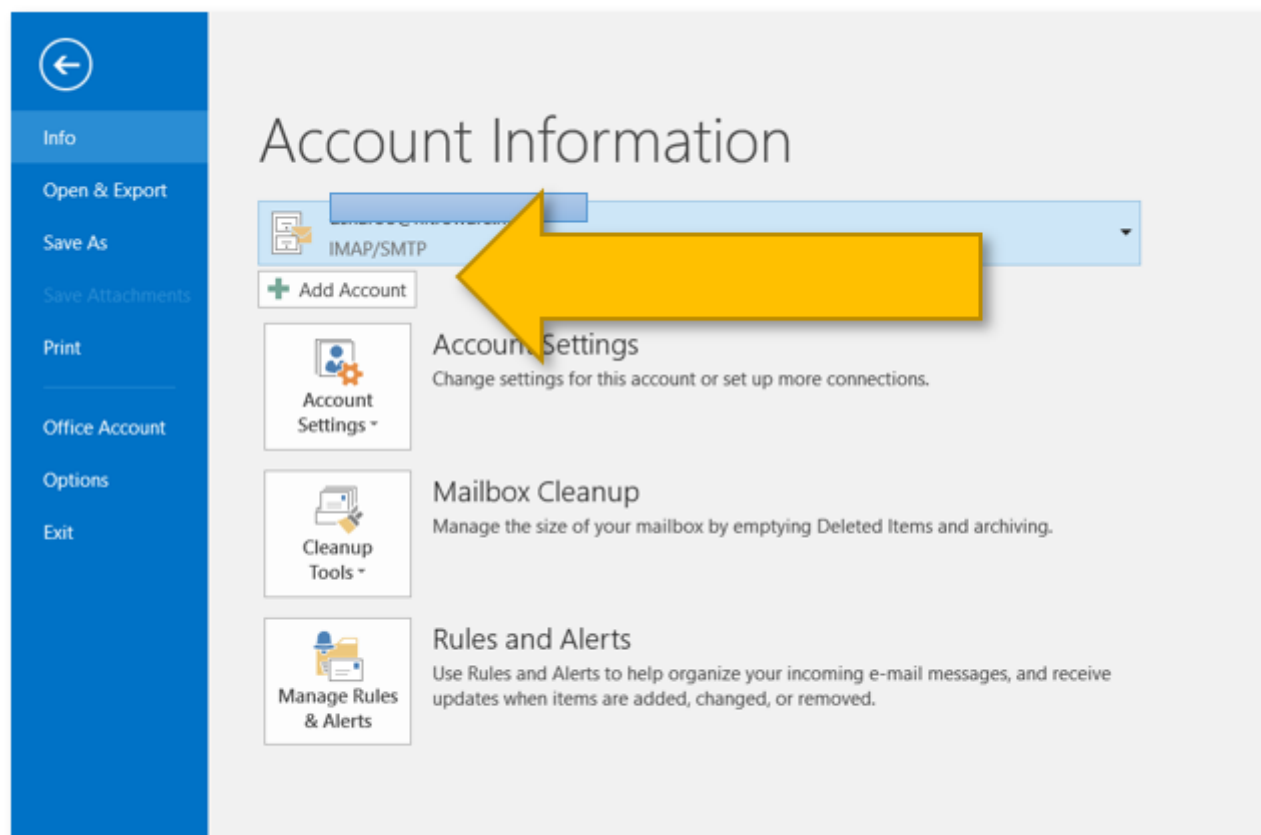 Info
Open & Export
Save As
Save Attachments
Print
Office Account
Options
Exit
Account Information
IMAP/SMTP
Add Account
Account
Settings
Account Settings
Change settings for this account or set up more connections.
Cleanup
Tools
Mailbox Cleanup
Manage the size of your mailbox by emptying Deleted Items and archiving.
Manage Rules
& Alerts
Rules and Alerts
Use Rules and Alerts to help organize your incoming e-mail messages, and receive
updates when items are added, changed, or removed.